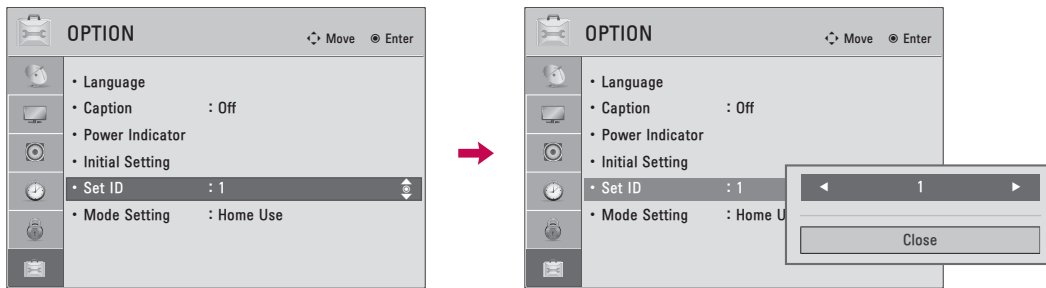 OPTION
Move Enter
• Language
• Caption : Off
• Power Indicator
• Initial Setting
• Set ID : 1
• Mode Setting : Home Use
OPTION
Move Enter
• Language
• Caption : Off
• Power Indicator
• Initial Setting
• Set ID : 1
• Mode Setting : Home U
◄ 1 ►
Close